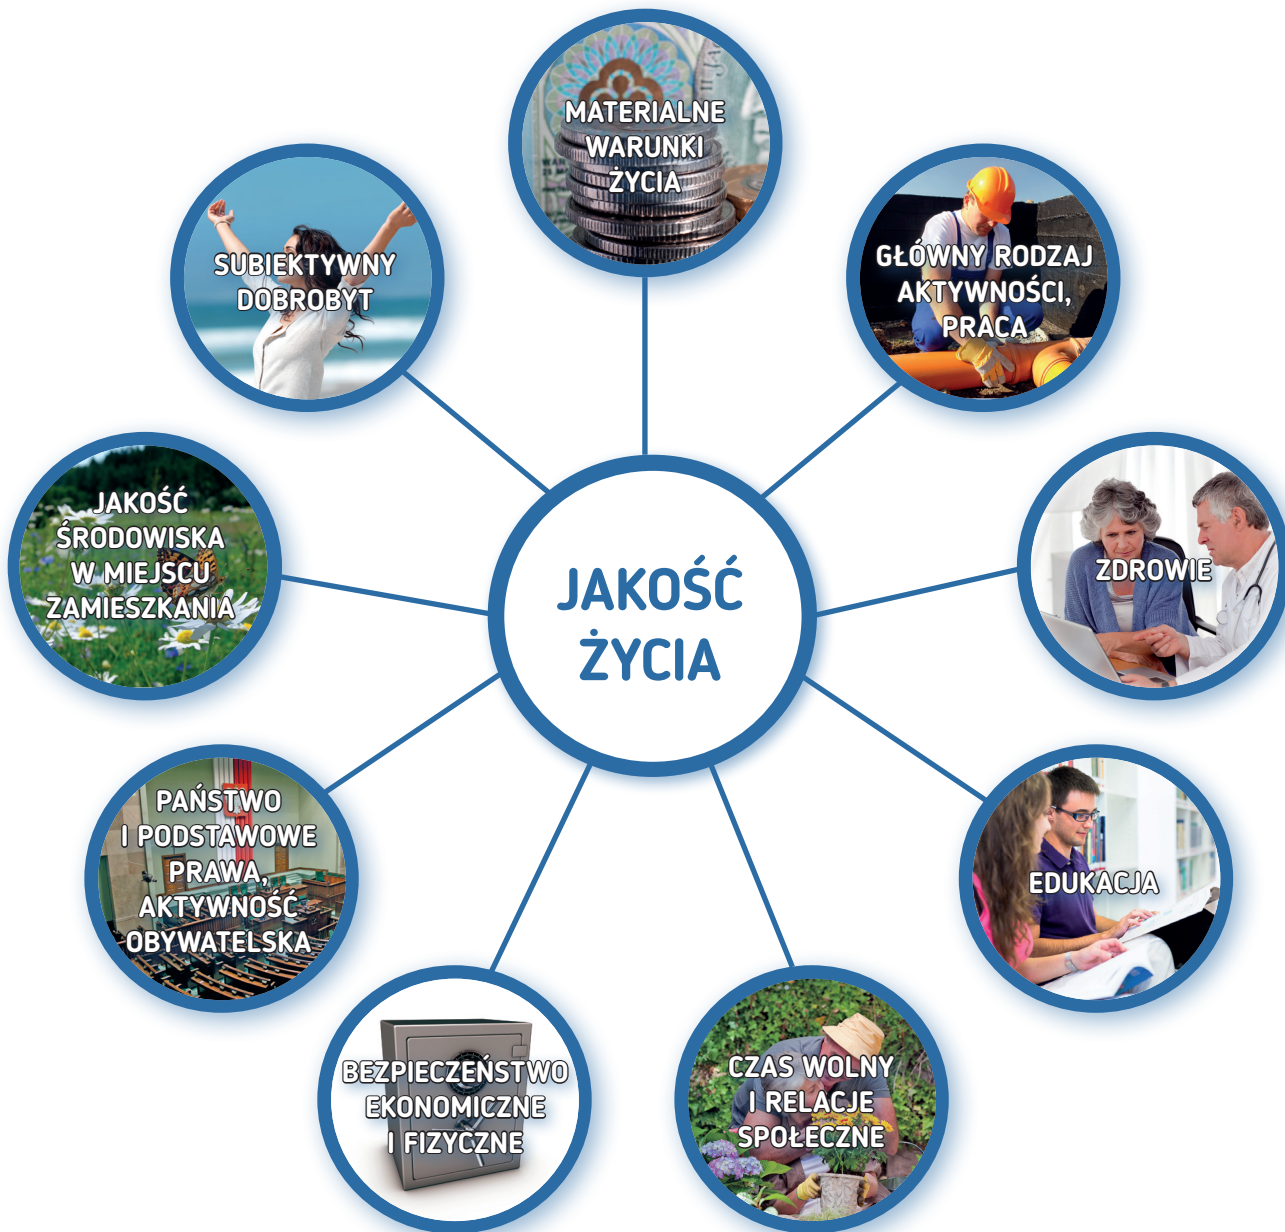 MATERIALNE
WARUNKI
ŻYCIA
GŁÓWNY RODZAJ
AKTYWNOŚCI,
PRACA
ZDROWIE
EDUKACJA
CZAS WOLNY
I RELACJE
SPOŁECZNE
BEZPIECZEŃSTWO
EKONOMICZNE
I FIZYCZNE
PAŃSTWO
I PODSTAWOWE
PRAWA,
AKTYWNOŚĆ
OBYWATELSKA
JAKOŚĆ
ŚRODOWISKA
W MIEJSCU
ZAMIESZKANIA
SUBIEKTYWNY
DOBROBYT
JAKOŚĆ
ŻYCIA